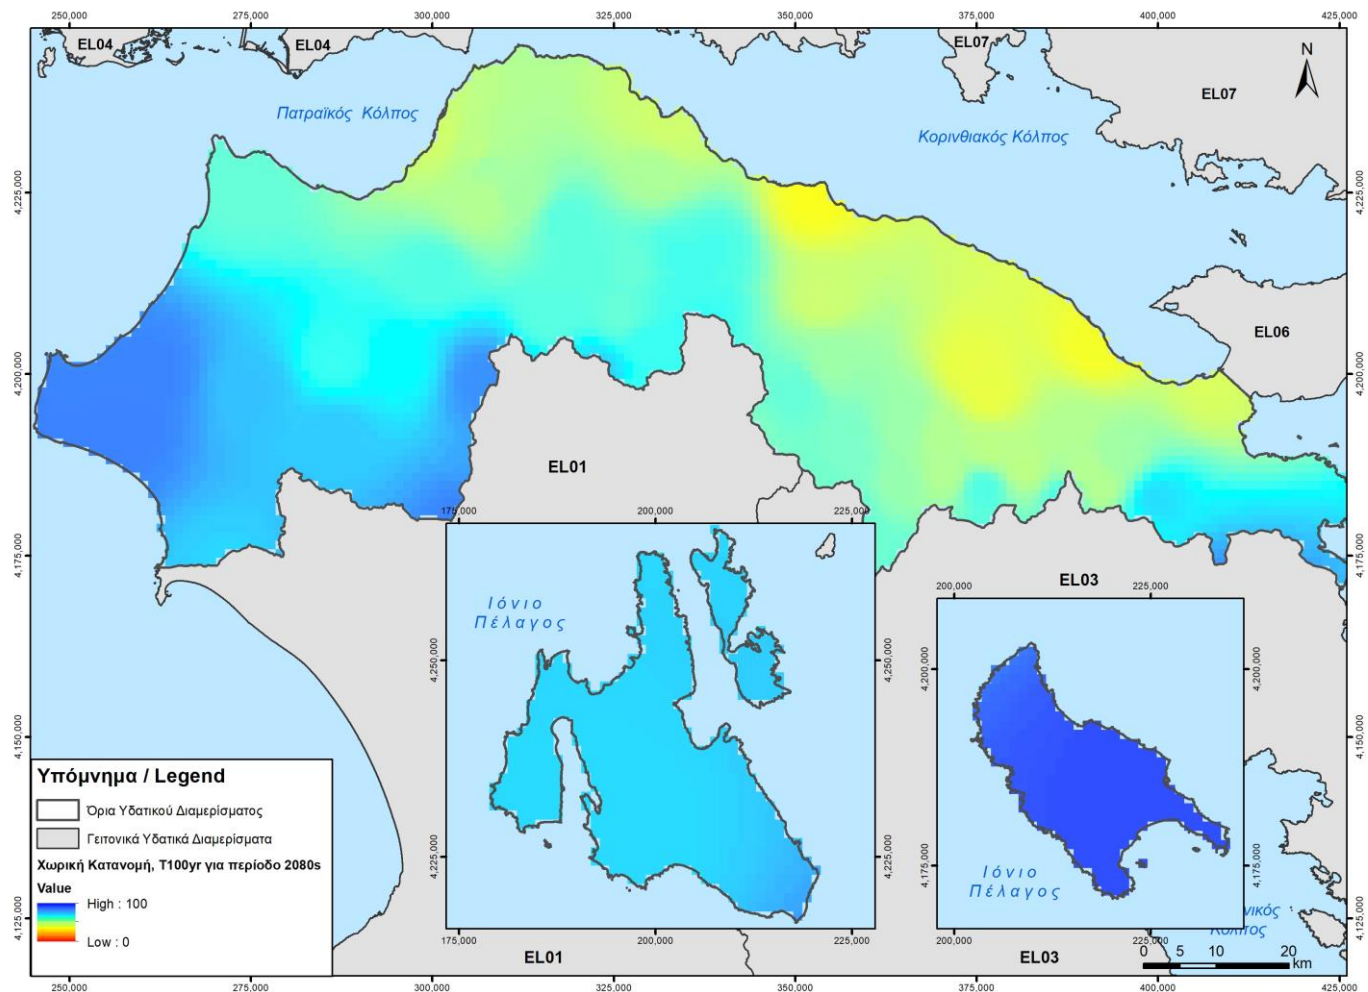 250,000 275,000 300,000 325,000 350,000 375,000 400,000 425,000
EL04 EL04 EL07
N
EL07
Πατραϊκός Κόλπος
Κορινθιακός Κόλπος
4,225,000 4,225,000
EL06
4,200,000 4,200,000
EL01
175,000 200,000 225,000
4,175,000 4,175,000
EL03
200,000 225,000
Ιόνιο
Πέλαγος
4,250,000 4,250,000
4,200,000 4,200,000
4,150,000 4,150,000
Υπόμνημα / Legend
Όρια Υδατικού Διαμερίσματος
Γειτονικά Υδατικά Διαμερίσματα
Χωρική Κατανομή, T100yr για περίοδο 2080s
Value
High : 100
Low : 0
4,225,000 4,225,000
4,175,000 4,175,000
Ιόνιο
Πέλαγος
νικός
Κόλπος
4,125,000 4,125,000
175,000 200,000 225,000
200,000 225,000
EL01
EL03
0 5 10 20
km
250,000 275,000 300,000 325,000 350,000 375,000 400,000 425,000